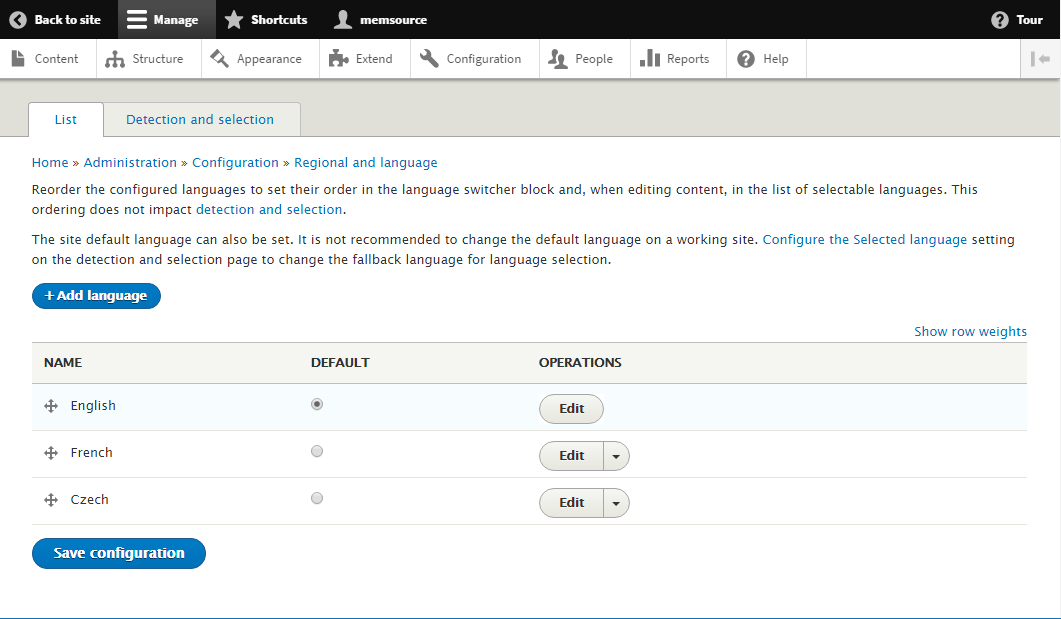 Back to site Manage Shortcuts memsource Tour
Content Structure Appearance Extend Configuration People Reports Help
List Detection and selection
Home » Administration » Configuration » Regional and language
Reorder the configured languages to set their order in the language switcher block and, when editing content, in the list of selectable languages. This
ordering does not impact detection and selection.
The site default language can also be set. It is not recommended to change the default language on a working site. Configure the Selected language setting
on the detection and selection page to change the fallback language for language selection.
+ Add language
Show row weights
NAME DEFAULT OPERATIONS
English Edit
French Edit
Czech Edit
Save configuration